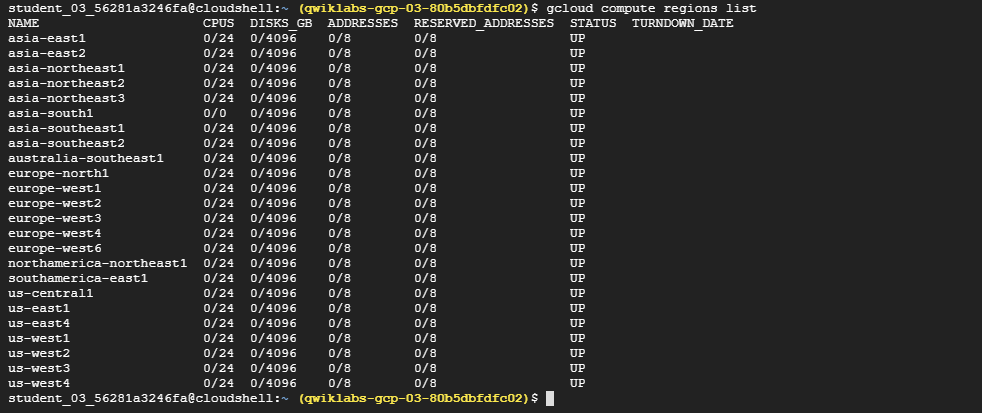 student_03_56281a3246fa@cloudshell:~ (qwiklabs-gcp-03-80b5dbfdfc02)$ gcloud compute regions list
NAME CPUS DISKS_GB ADDRESSES RESERVED_ADDRESSES STATUS TURNDOWN_DATE
asia-east1 0/24 0/4096 0/8 0/8 UP
asia-east2 0/24 0/4096 0/8 0/8 UP
asia-northeast1 0/24 0/4096 0/8 0/8 UP
asia-northeast2 0/24 0/4096 0/8 0/8 UP
asia-northeast3 0/24 0/4096 0/8 0/8 UP
asia-south1 0/0 0/4096 0/8 0/8 UP
asia-southeast1 0/24 0/4096 0/8 0/8 UP
asia-southeast2 0/24 0/4096 0/8 0/8 UP
australia-southeast1 0/24 0/4096 0/8 0/8 UP
europe-north1 0/24 0/4096 0/8 0/8 UP
europe-west1 0/24 0/4096 0/8 0/8 UP
europe-west2 0/24 0/4096 0/8 0/8 UP
europe-west3 0/24 0/4096 0/8 0/8 UP
europe-west4 0/24 0/4096 0/8 0/8 UP
europe-west6 0/24 0/4096 0/8 0/8 UP
northamerica-northeast1 0/24 0/4096 0/8 0/8 UP
southamerica-east1 0/24 0/4096 0/8 0/8 UP
us-central1 0/24 0/4096 0/8 0/8 UP
us-east1 0/24 0/4096 0/8 0/8 UP
us-east4 0/24 0/4096 0/8 0/8 UP
us-west1 0/24 0/4096 0/8 0/8 UP
us-west2 0/24 0/4096 0/8 0/8 UP
us-west3 0/24 0/4096 0/8 0/8 UP
us-west4 0/24 0/4096 0/8 0/8 UP
student_03_56281a3246fa@cloudshell:~ (qwiklabs-gcp-03-80b5dbfdfc02)$